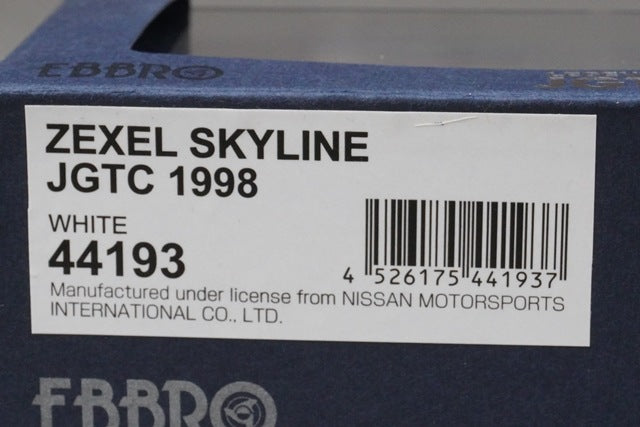 EBBRO
JG
ZEXEL SKYLINE
JGTC 1998
WHITE
44193
4 526175 441937
Manufactured under license from NISSAN MOTORSPORTS
INTERNATIONAL CO., LTD.
EBBRO